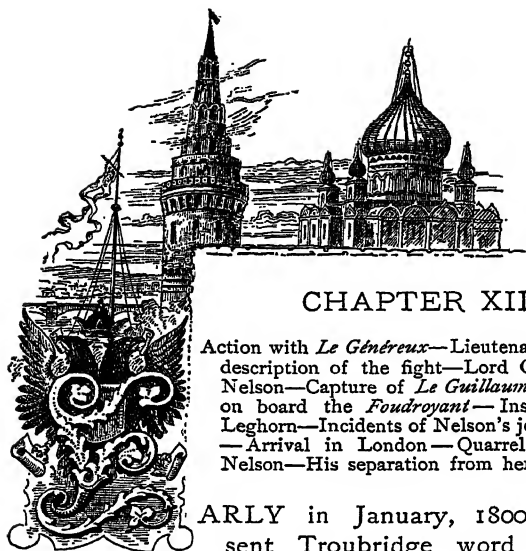 CHAPTER XII
Action with Le Généreux—Lieutena
description of the fight—Lord C
Nelson—Capture of Le Guillaum
on board the Foudroyant—Ins
Leghorn—Incidents of Nelson's jo
—Arrival in London—Quarrel
Nelson—His separation from her
ARLY in January, 1800
sent Troubridge word